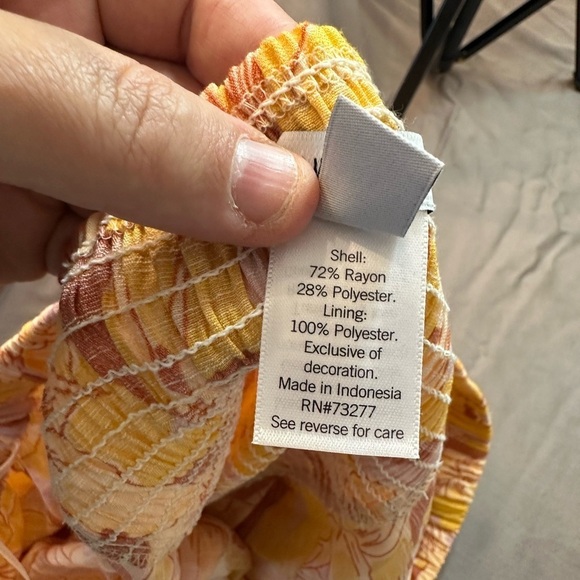 Shell:
72% Rayon
28% Polyester.
Lining:
100% Polyester.
Exclusive of
decoration.
Made in Indonesia
RN#73277
See reverse for care